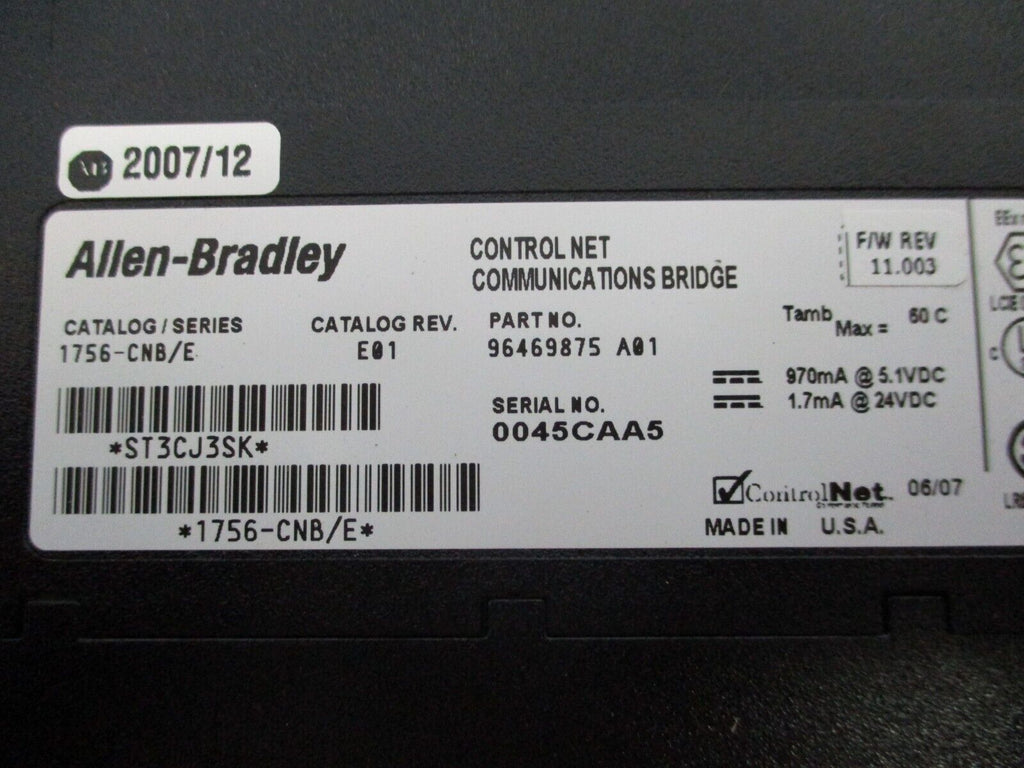 AB 2007/12
Allen-Bradley
CONTROL NET
COMMUNICATIONS BRIDGE
F/W REV
11.003
CATALOG / SERIES
1756-CNB/E
CATALOG REV.
E01
PART NO.
96469875 A01
Tamb Max = 60 C
970mA @ 5.1VDC
1.7mA @ 24VDC
SERIAL NO.
0045CAA5
*ST3CJ3SK*
*1756-CNB/E*
ControlNet 06/07
MADE IN U.S.A.
LCIE
C